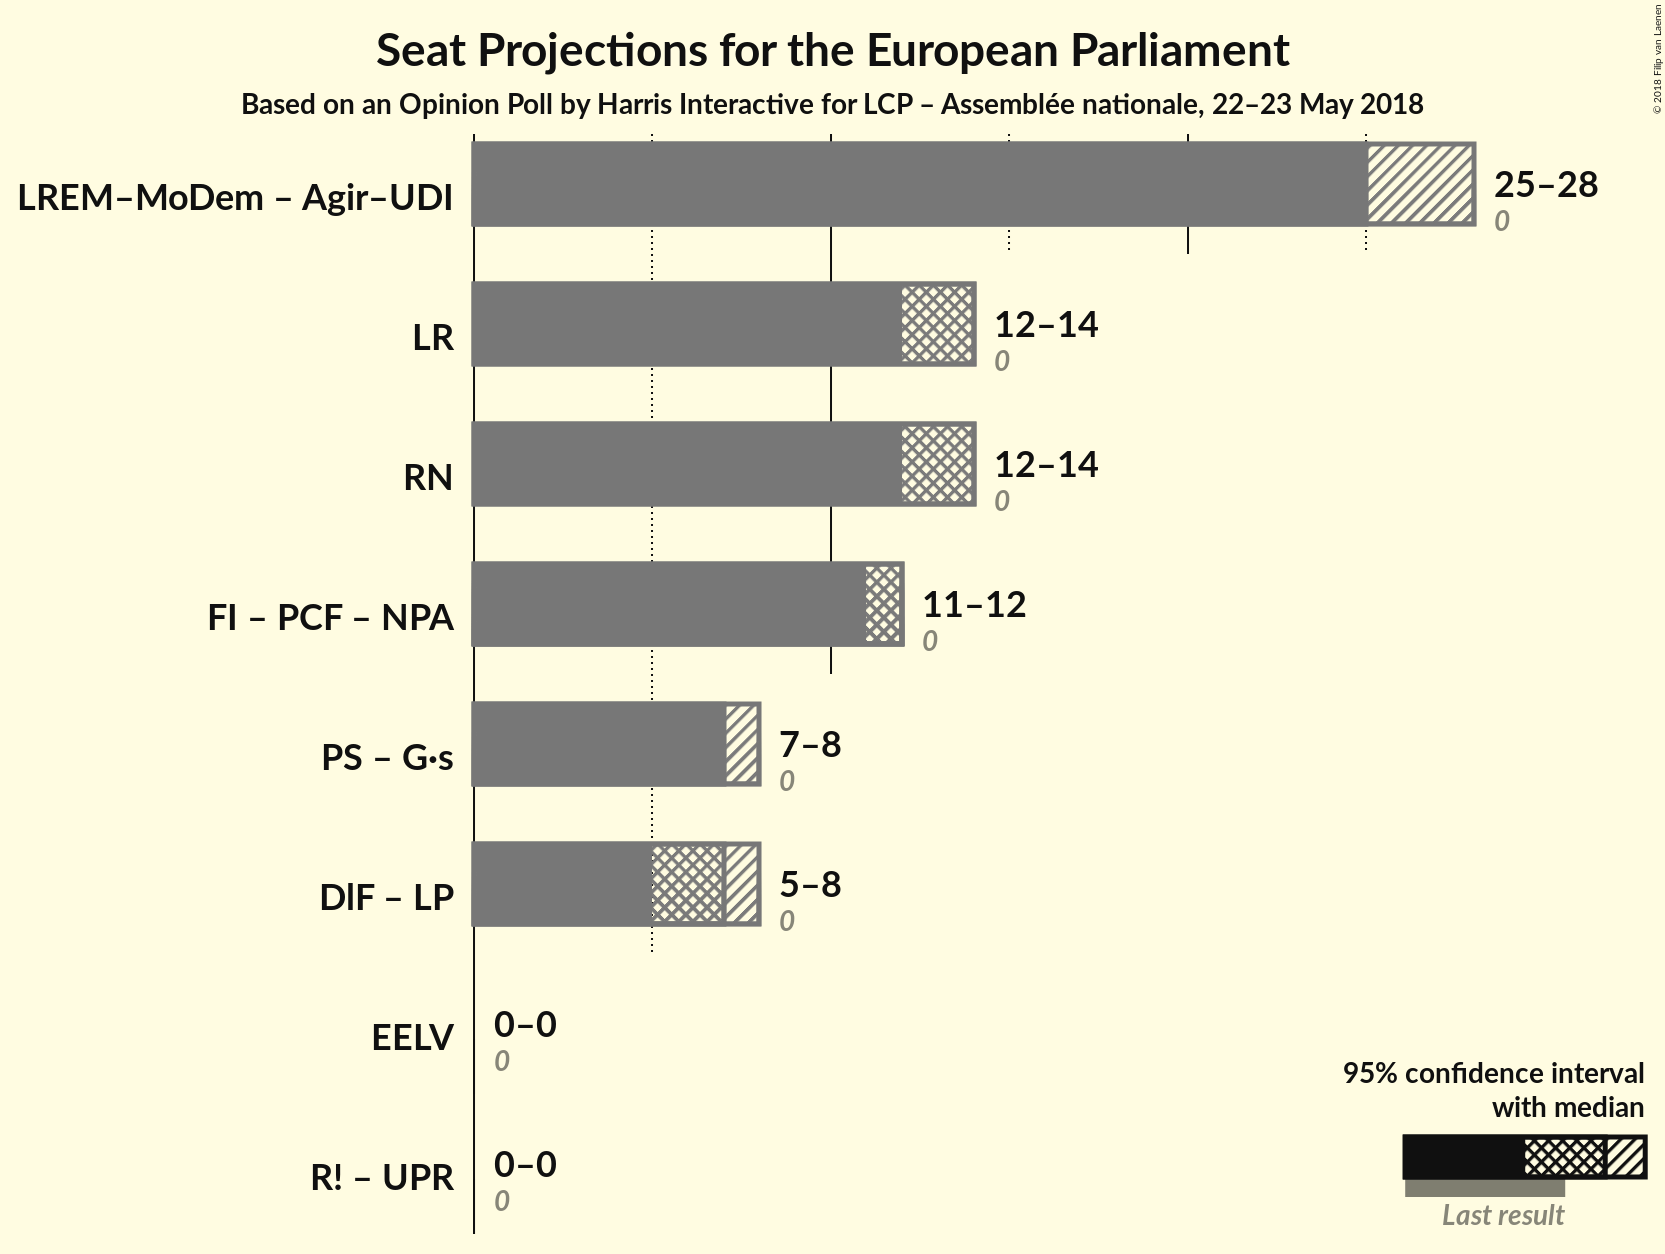 Seat Projections for the European Parliament
Based on an Opinion Poll by Harris Interactive for LCP – Assemblée nationale, 22–23 May 2018
© 2018 Filip van Laenen
LREM–MoDem – Agir–UDI
25–28
0
LR
12–14
0
RN
12–14
0
FI – PCF – NPA
11–12
0
PS – G·s
7–8
0
DlF – LP
5–8
0
EELV
0–0
0
R! – UPR
0–0
0
95% confidence interval
with median
Last result